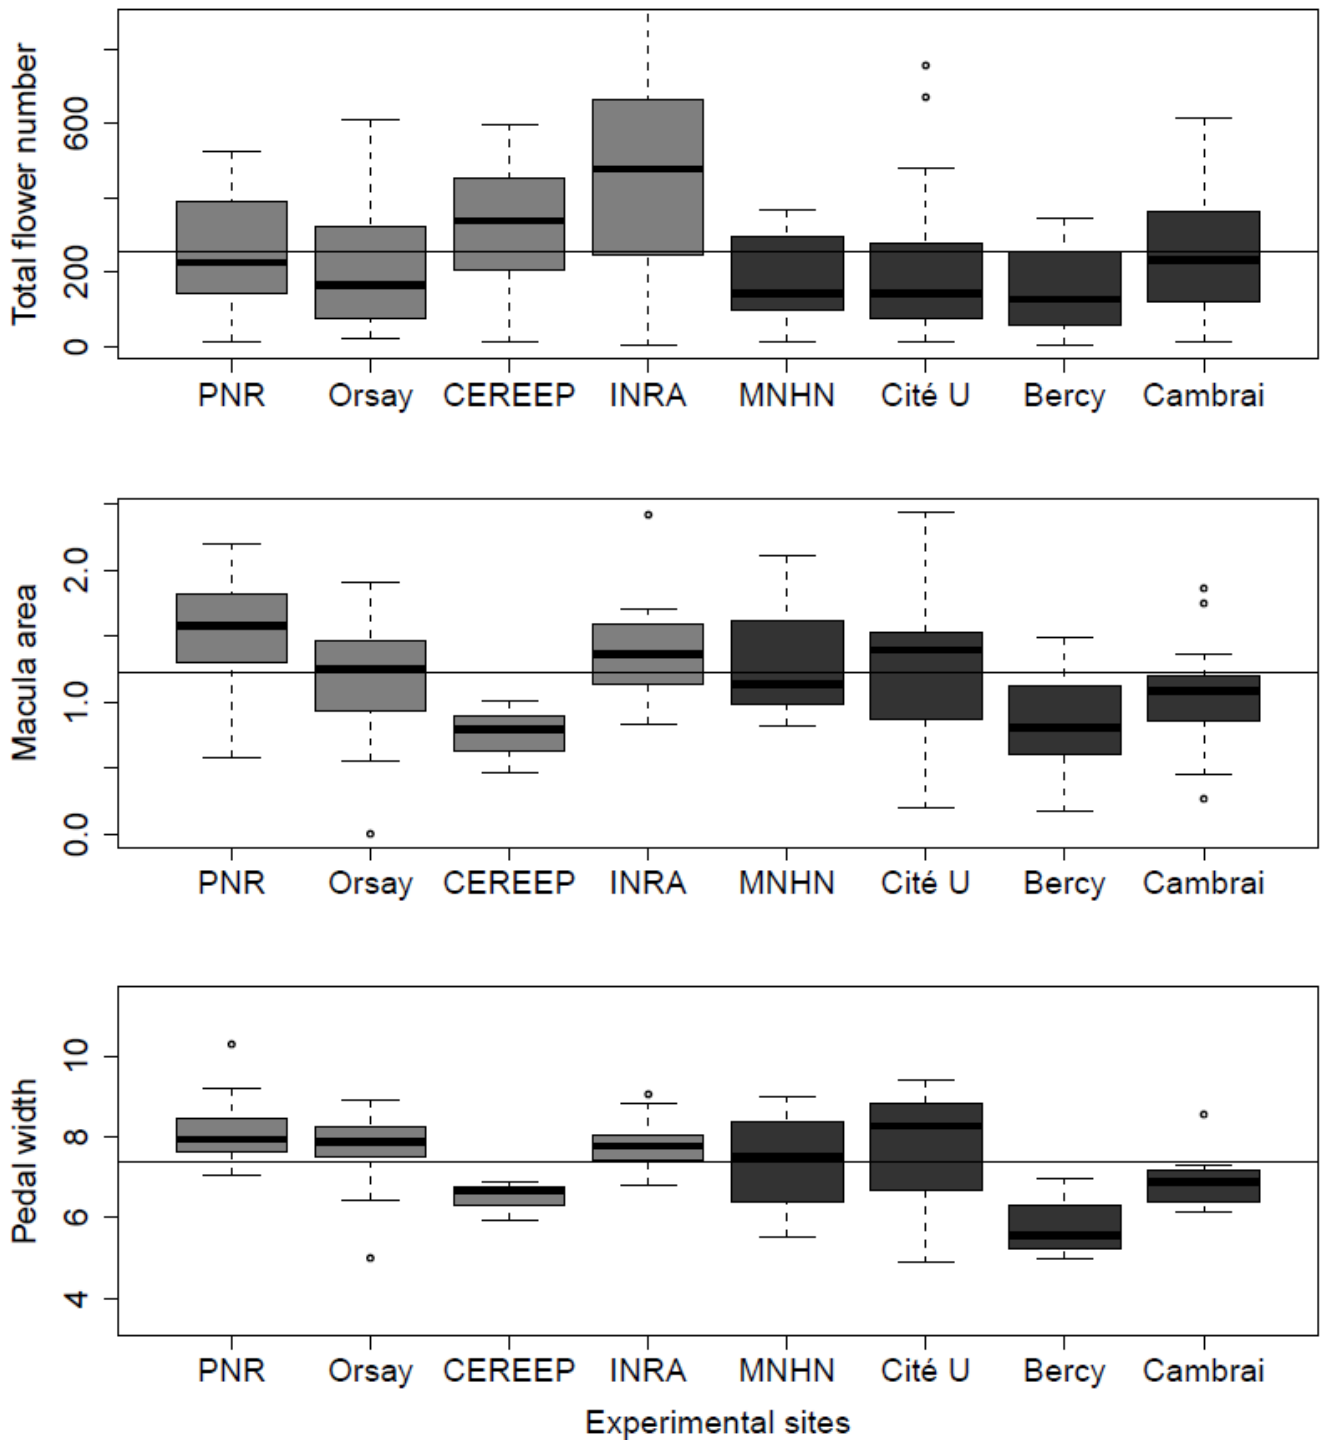 Total flower number
600
200
0
PNR Orsay CEREEP INRA MNHN Cité U Bercy Cambrai
Macula area
2.0
1.0
0.0
PNR Orsay CEREEP INRA MNHN Cité U Bercy Cambrai
Pedal width
10
8
6
4
PNR Orsay CEREEP INRA MNHN Cité U Bercy Cambrai
Experimental sites